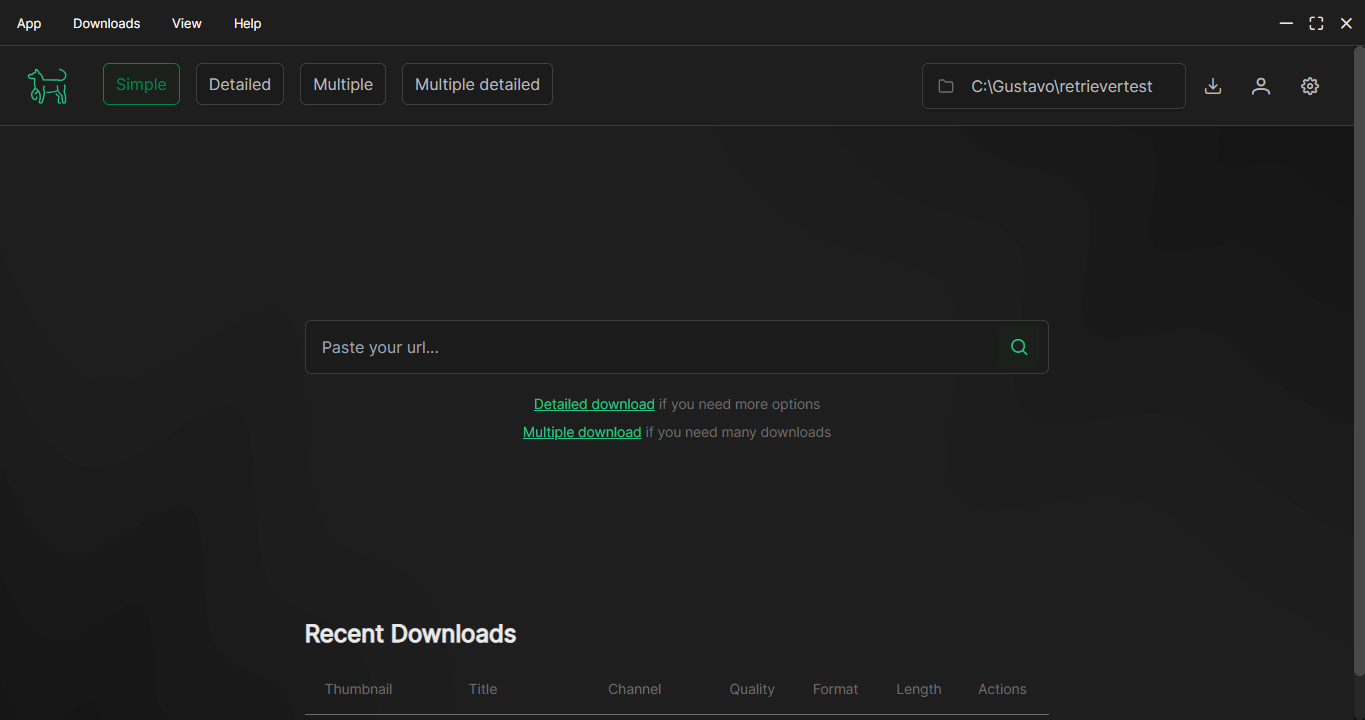 App Downloads View Help
Simple Detailed Multiple Multiple detailed C:\Gustavo\retrievertest
Paste your url...
Detailed download if you need more options
Multiple download if you need many downloads
Recent Downloads
Thumbnail Title Channel Quality Format Length Actions